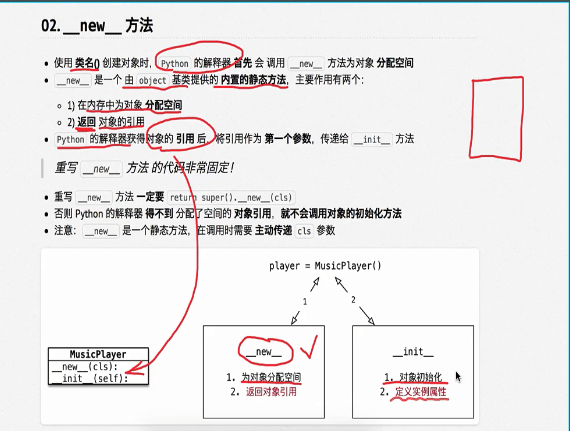 02. __new__ 方法
使用 类名() 创建对象时，Python 的解释器 首先 会 调用 __new__ 方法为对象 分配空间
__new__ 是一个 由 object 基类提供的 内置的静态方法，主要作用有两个：
1) 在内存中为对象 分配空间
2) 返回 对象的引用
Python 的解释器获得对象的 引用 后，将引用作为 第一个参数，传递给 __init__ 方法
重写 __new__ 方法 的代码非常固定！
重写 __new__ 方法 一定要 return super().__new__(cls)
否则 Python 的解释器 得不到 分配了空间的 对象引用，就不会调用对象的初始化方法
注意：__new__ 是一个静态方法，在调用时需要 主动传递 cls 参数
player = MusicPlayer()
1 2
MusicPlayer
__new__(cls):
__init__(self):
__new__
1. 为对象分配空间
2. 返回对象引用
__init__
1. 对象初始化
2. 定义实例属性